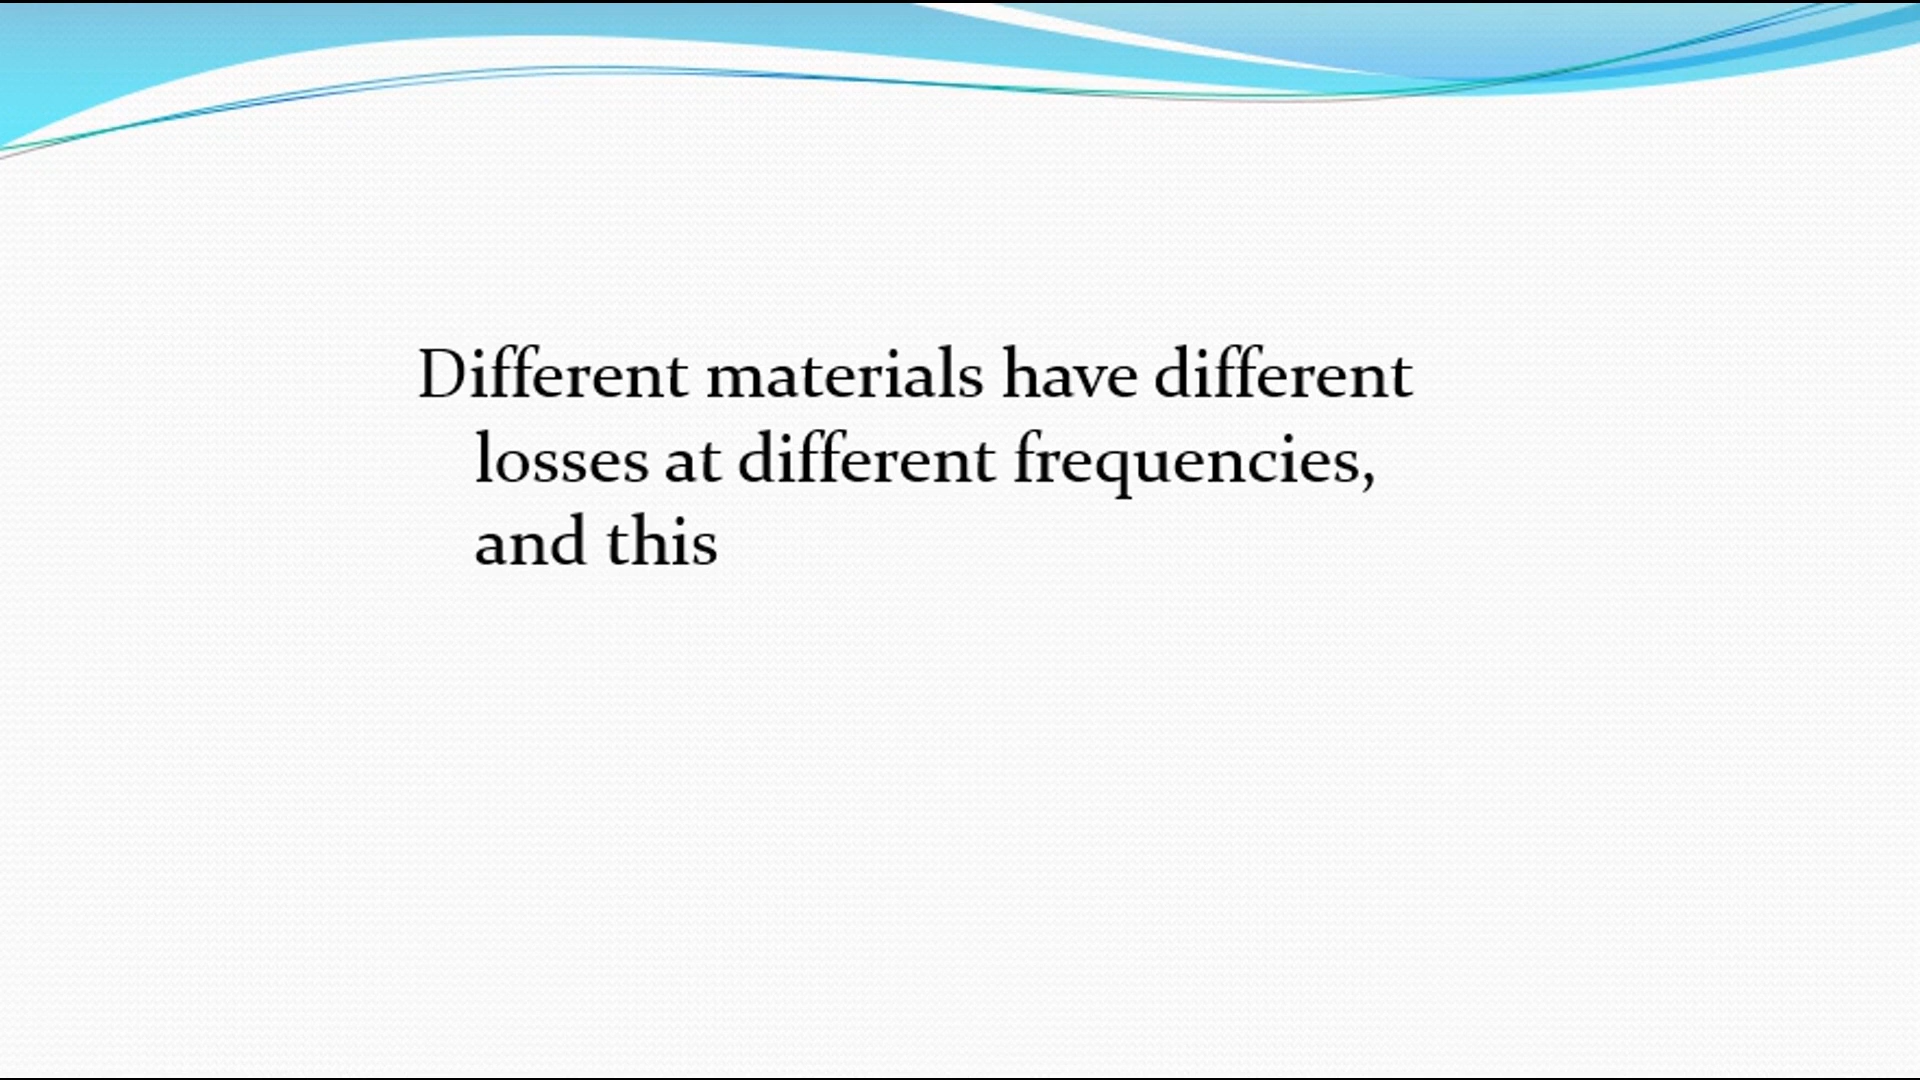 Different materials have different
losses at different frequencies,
and this